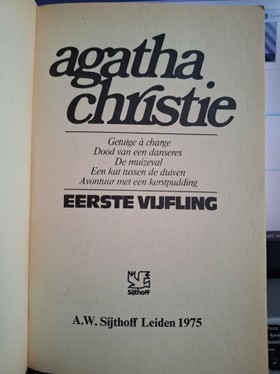 agatha
christie
Getuige à charge
Dood van een danseres
De muizeval
Een kat tussen de duiven
Avontuur met een kerstpudding
EERSTE VIJFLING
Sijthoff
A.W. Sijthoff Leiden 1975